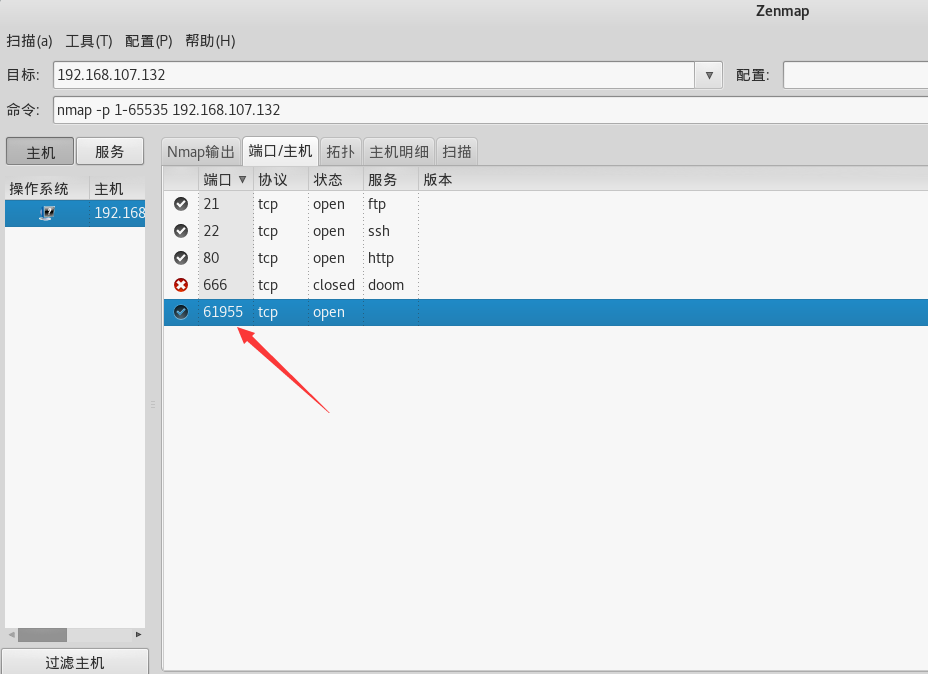 Zenmap
扫描(a) 工具(T) 配置(P) 帮助(H)
目标: 192.168.107.132 配置:
命令: nmap -p 1-65535 192.168.107.132
主机 服务 Nmap输出 端口/主机 拓扑 主机明细 扫描
操作系统 主机
192.168
端口 协议 状态 服务 版本
21 tcp open ftp
22 tcp open ssh
80 tcp open http
666 tcp closed doom
61955 tcp open
过滤主机